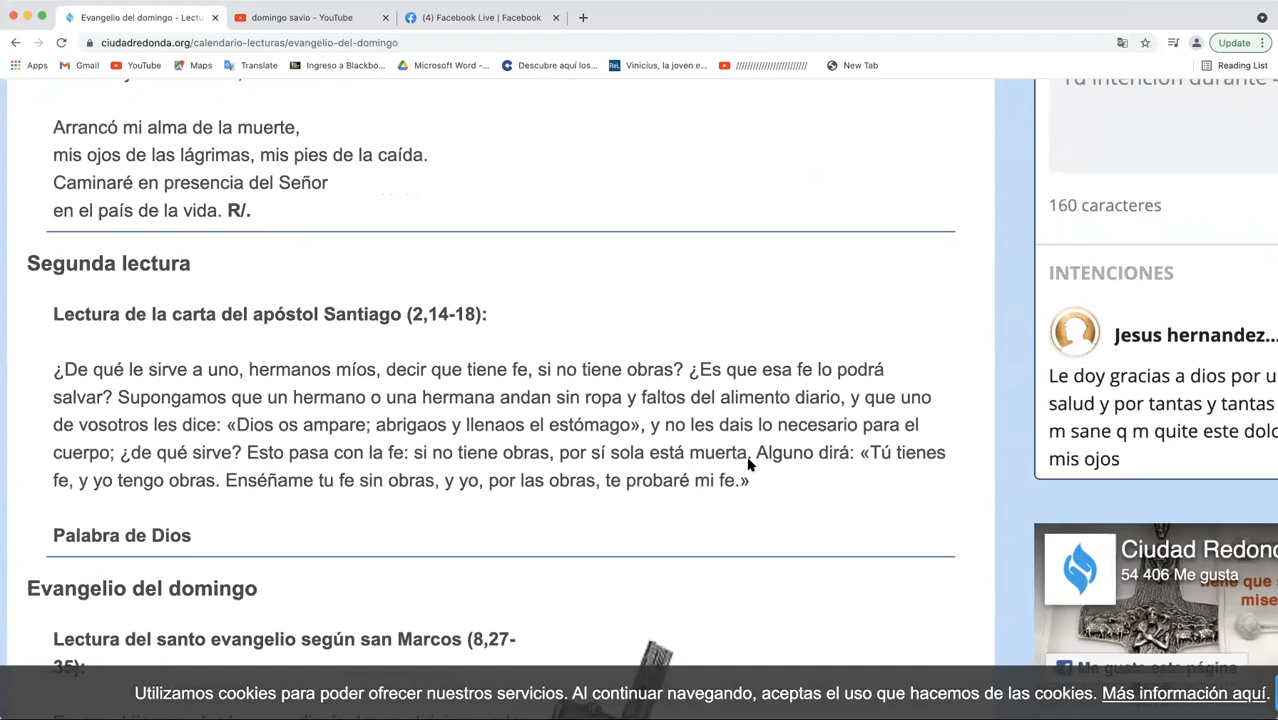 Evangelio del domingo - Lectu
domingo savio - YouTube
(4) Facebook Live | Facebook
ciudadredonda.org/calendario-lecturas/evangelio-del-domingo
Update
Apps
Gmail
YouTube
Maps
Translate
Ingreso a Blackbo...
Microsoft Word -...
Descubre aquí los...
Vinicius, la joven e...
////////////////////////
New Tab
Reading List
Arrancó mi alma de la muerte,
mis ojos de las lágrimas, mis pies de la caída.
Caminaré en presencia del Señor
en el país de la vida. R/.
Segunda lectura
Lectura de la carta del apóstol Santiago (2,14-18):
¿De qué le sirve a uno, hermanos míos, decir que tiene fe, si no tiene obras? ¿Es que esa fe lo podrá
salvar? Supongamos que un hermano o una hermana andan sin ropa y faltos del alimento diario, y que uno
de vosotros les dice: «Dios os ampare; abrigaos y llenaos el estómago», y no les dais lo necesario para el
cuerpo; ¿de qué sirve? Esto pasa con la fe: si no tiene obras, por sí sola está muerta. Alguno dirá: «Tú tienes
fe, y yo tengo obras. Enséñame tu fe sin obras, y yo, por las obras, te probaré mi fe.»
Palabra de Dios
Evangelio del domingo
Lectura del santo evangelio según san Marcos (8,27-
35):
Tu intención durante
160 caracteres
INTENCIONES
Jesus hernandez...
Le doy gracias a dios por u
salud y por tantas y tantas
m sane q m quite este dolo
mis ojos
Ciudad Redond
54 406 Me gusta
tiene que s
mise
Me gusta esta página
Utilizamos cookies para poder ofrecer nuestros servicios. Al continuar navegando, aceptas el uso que hacemos de las cookies. Más información aquí.